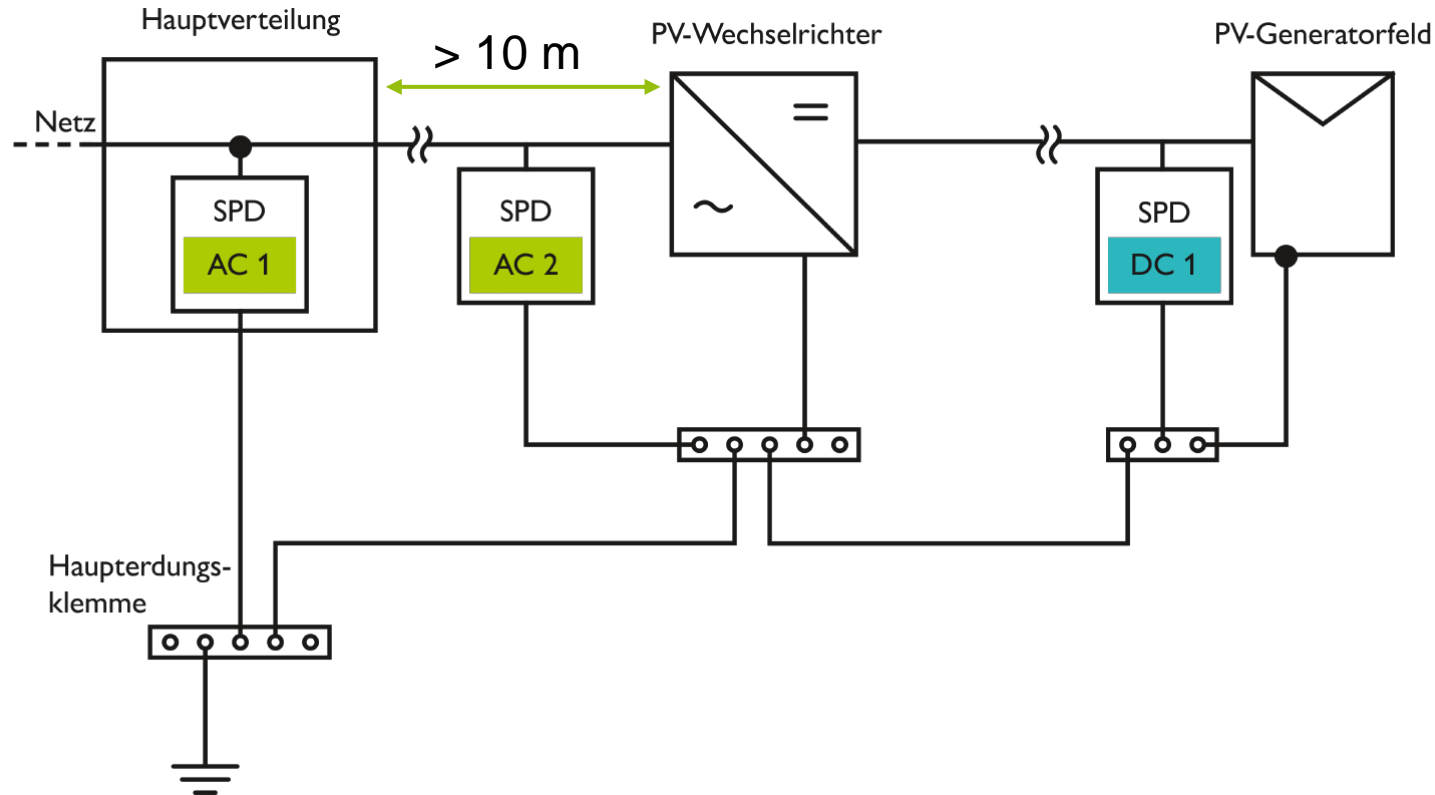 Hauptverteilung
> 10 m
PV-Wechselrichter
PV-Generatorfeld
Netz
SPD
AC 1
SPD
AC 2
SPD
DC 1
Haupterdungs-
klemme